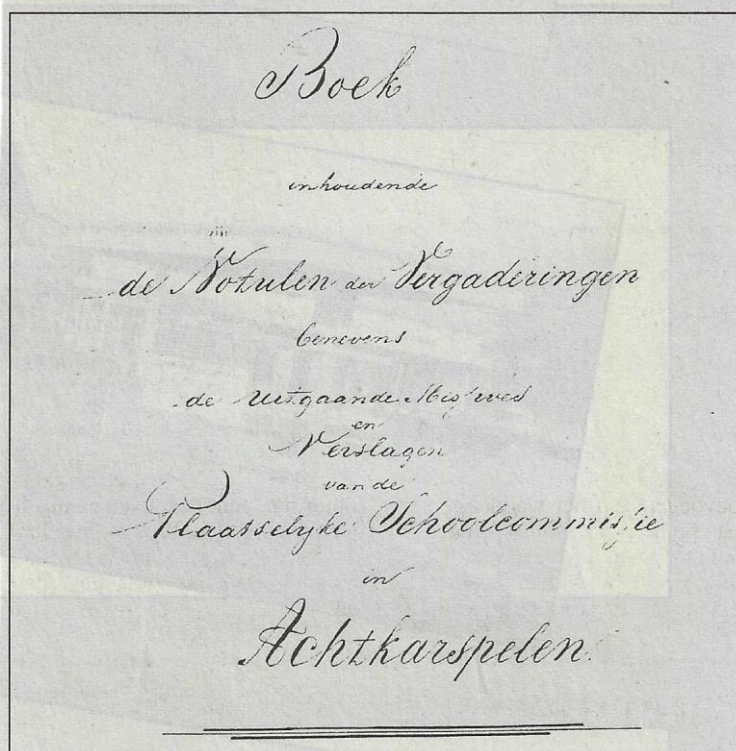 Boek
inhoudende
de Notulen der Vergaderingen
benevens
de Uitgaande Missives
en
Verslagen
van de
Plaatselyke Schoolcommissie
in
Achtkarspelen.